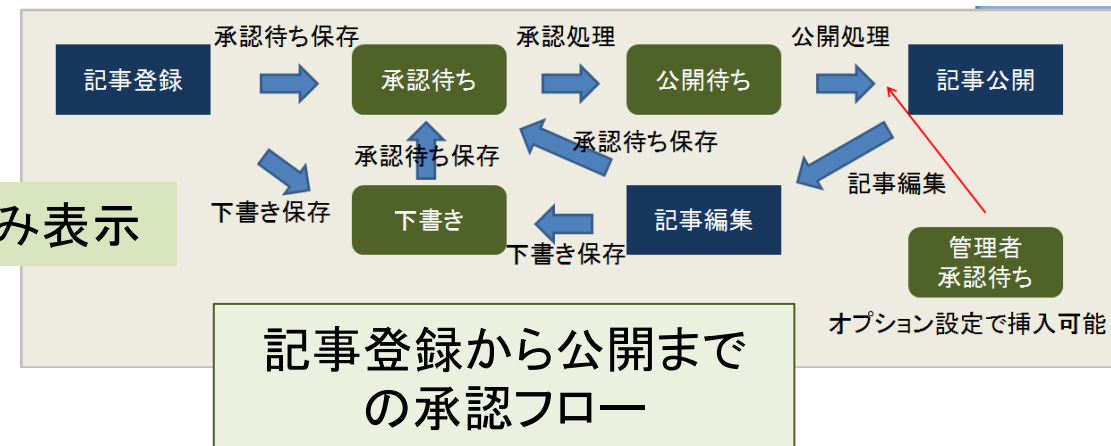 承認待ち保存
承認処理
公開処理
記事登録
承認待ち
公開待ち
記事公開
承認待ち保存
承認待ち保存
記事編集
み表示
下書き保存
下書き
記事編集
下書き保存
管理者
承認待ち
オプション設定で挿入可能
記事登録から公開まで
の承認フロー